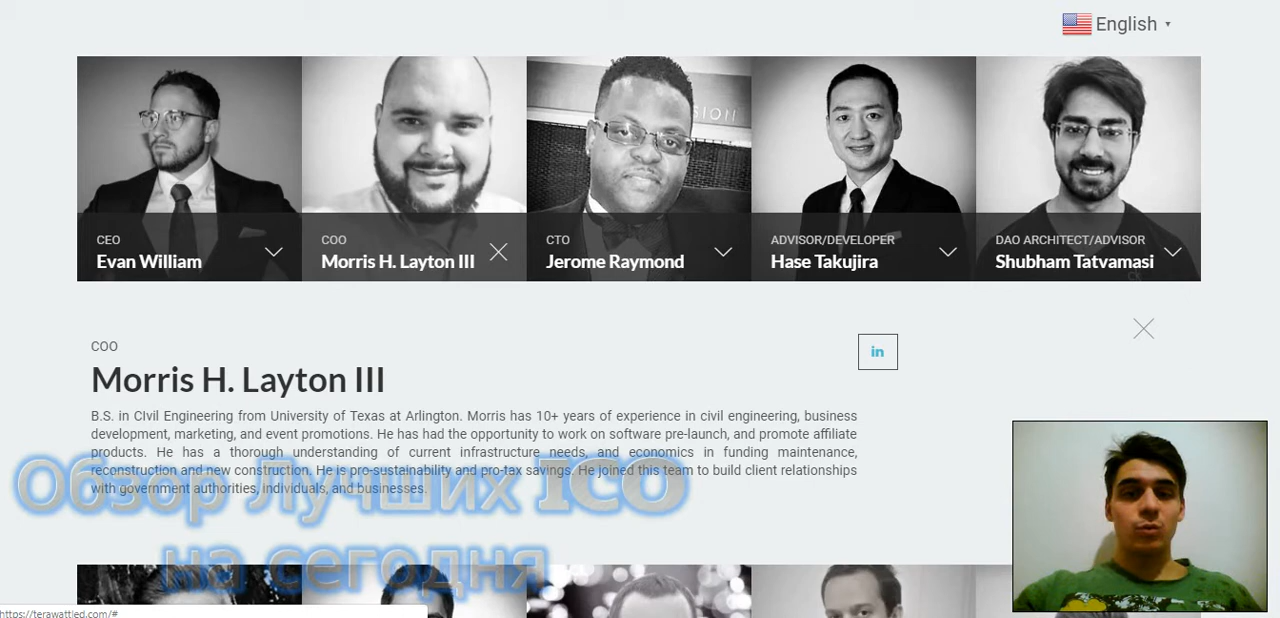 English
CEO
Evan William
COO
Morris H. Layton III
CTO
Jerome Raymond
ADVISOR/DEVELOPER
Hase Takujira
DAO ARCHITECT/ADVISOR
Shubham Tatvamasi
COO
Morris H. Layton III
in
B.S. in CIvil Engineering from University of Texas at Arlington. Morris has 10+ years of experience in civil engineering, business
development, marketing, and event promotions. He has had the opportunity to work on software pre-launch, and promote affiliate
products. He has a thorough understanding of current infrastructure needs, and economics in funding maintenance,
reconstruction and new construction. He is pro-sustainability and pro-tax savings. He joined this team to build client relationships
with government authorities, individuals, and businesses.
Обзор Лучших ICO
на сегодня
https://terawattled.com/#